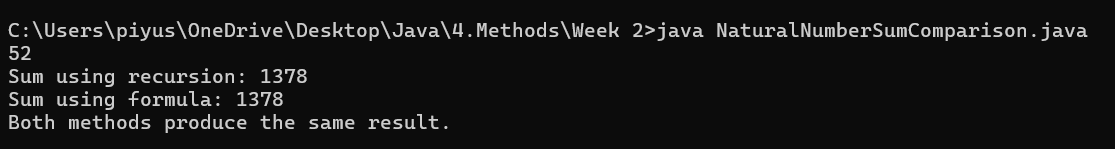 C:\Users\piyus\OneDrive\Desktop\Java\4.Methods\Week 2>java NaturalNumberSumComparison.java
52
Sum using recursion: 1378
Sum using formula: 1378
Both methods produce the same result.